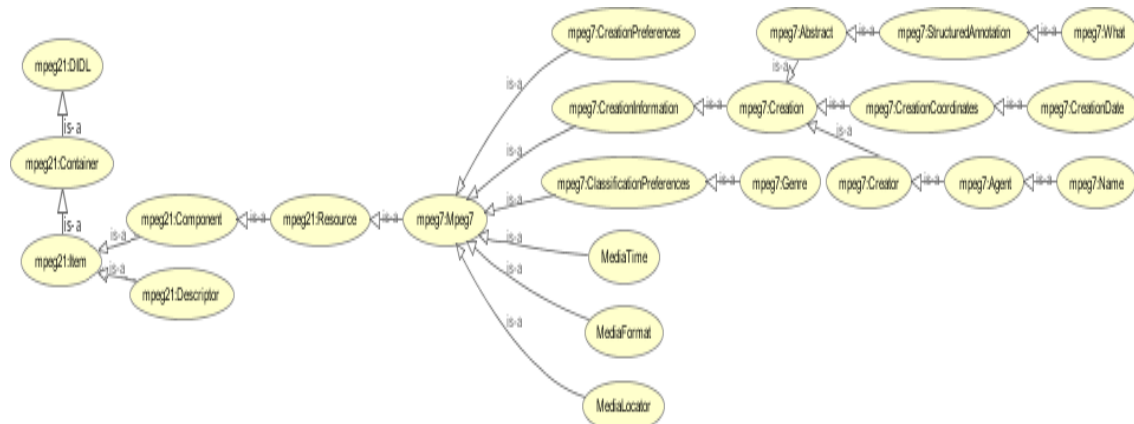 mpeg21:DIDL
is-a
mpeg21:Container
is-a
mpeg21:Item
is-a
mpeg21:Component
is-a
mpeg21:Descriptor
is-a
mpeg21:Resource
is-a
mpeg7:Mpeg7
is-a
mpeg7:CreationPreferences
is-a
mpeg7:CreationInformation
is-a
mpeg7:ClassificationPreferences
is-a
MediaTime
is-a
MediaFormat
is-a
MediaLocator
is-a
mpeg7:Creation
is-a
mpeg7:Abstract
is-a
mpeg7:StructuredAnnotation
is-a
mpeg7:What
is-a
mpeg7:CreationCoordinates
is-a
mpeg7:CreationDate
is-a
mpeg7:Creator
is-a
mpeg7:Agent
is-a
mpeg7:Name
is-a
mpeg7:Genre